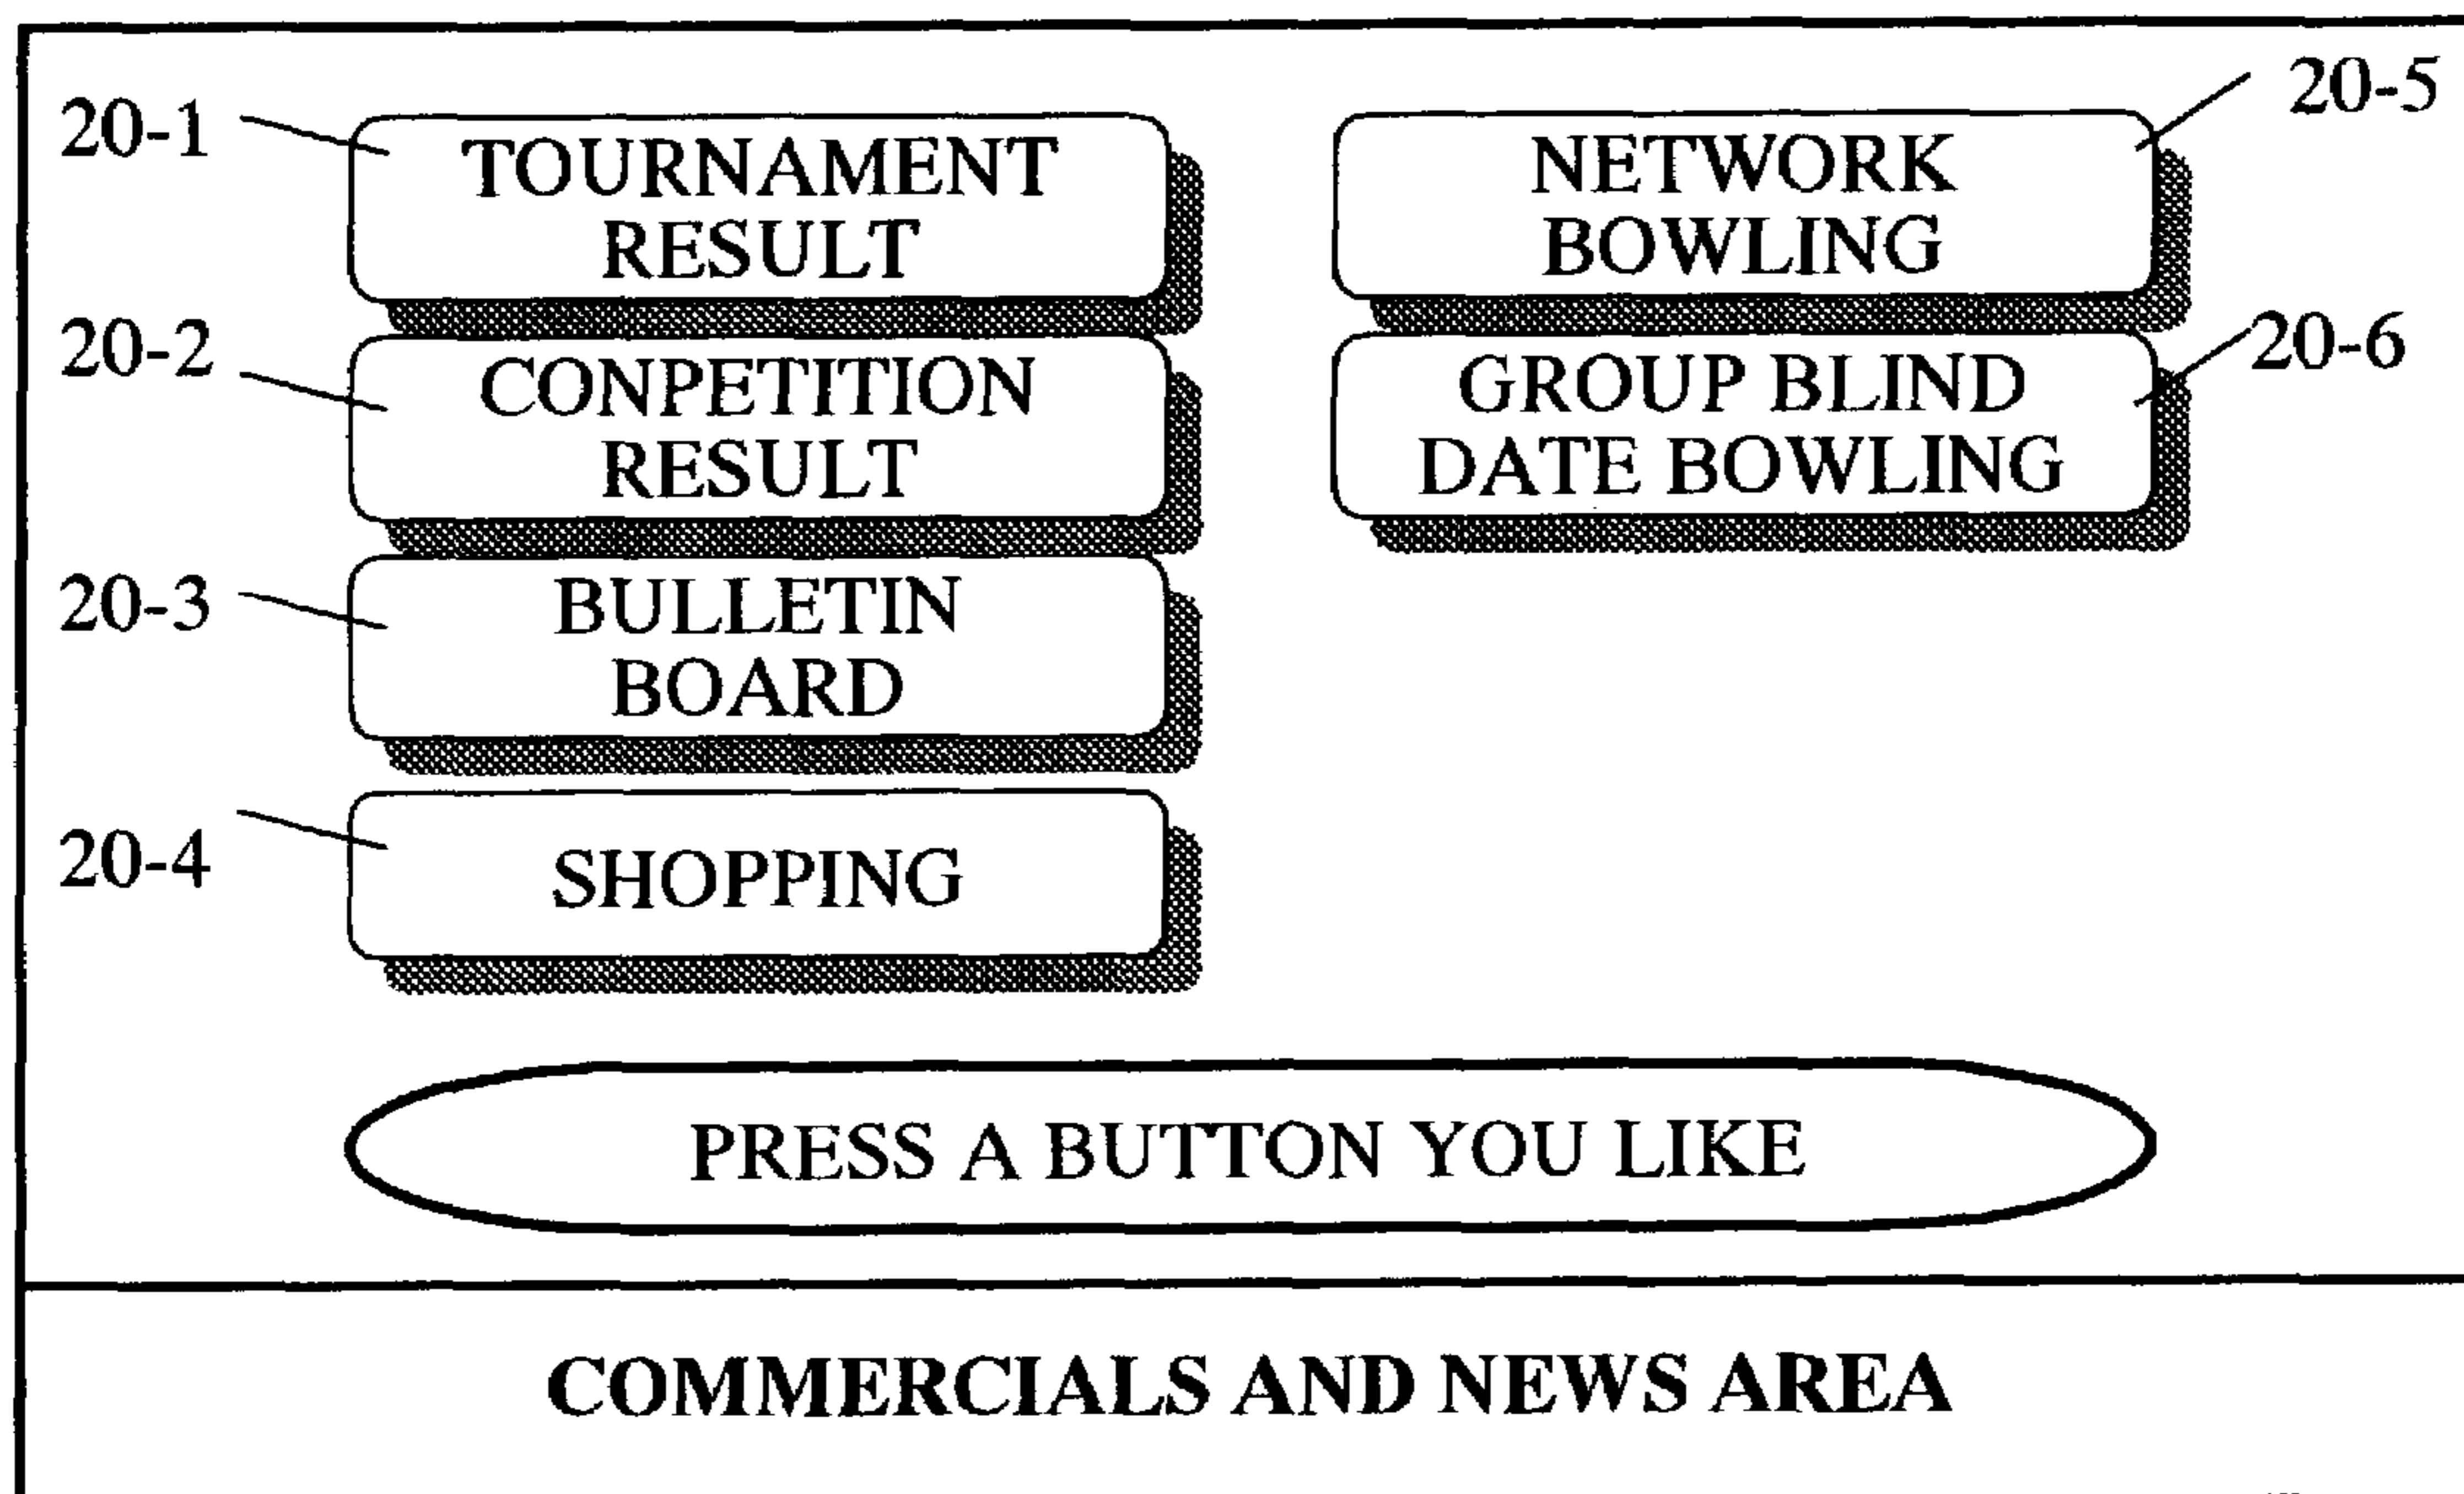 20-1
TOURNAMENT
RESULT
20-2
CONPETITION
RESULT
20-3
BULLETIN
BOARD
20-4
SHOPPING
20-5
NETWORK
BOWLING
20-6
GROUP BLIND
DATE BOWLING
PRESS A BUTTON YOU LIKE
COMMERCIALS AND NEWS AREA